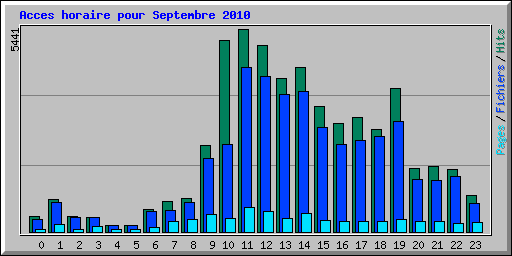 Acces horaire pour Septembre 2010
5441
Pages / Fichiers / Hits
0 1 2 3 4 5 6 7 8 9 10 11 12 13 14 15 16 17 18 19 20 21 22 23